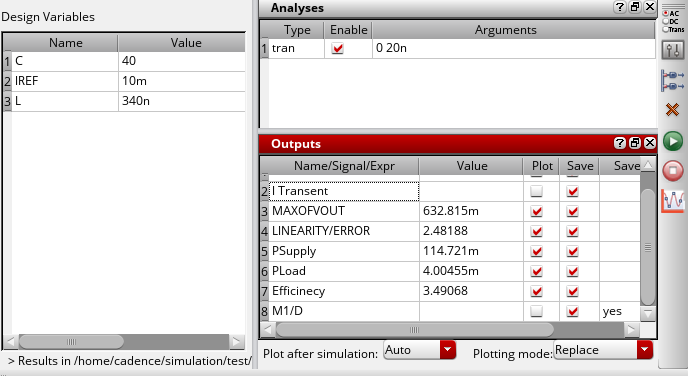 Design Variables
Name Value
1 C 40
2 IREF 10m
3 L 340n
> Results in /home/cadence/simulation/test/
Analyses ? X
Type Enable Arguments
1 tran 0 20n
Outputs ? X
Name/Signal/Expr Value Plot Save Save
2 I Transent
3 MAXOFVOUT 632.815m
4 LINEARITY/ERROR 2.48188
5 PSupply 114.721m
6 PLoad 4.00455m
7 Efficinecy 3.49068
8 M1/D yes
Plot after simulation: Auto Plotting mode: Replace
AC
DC
Trans